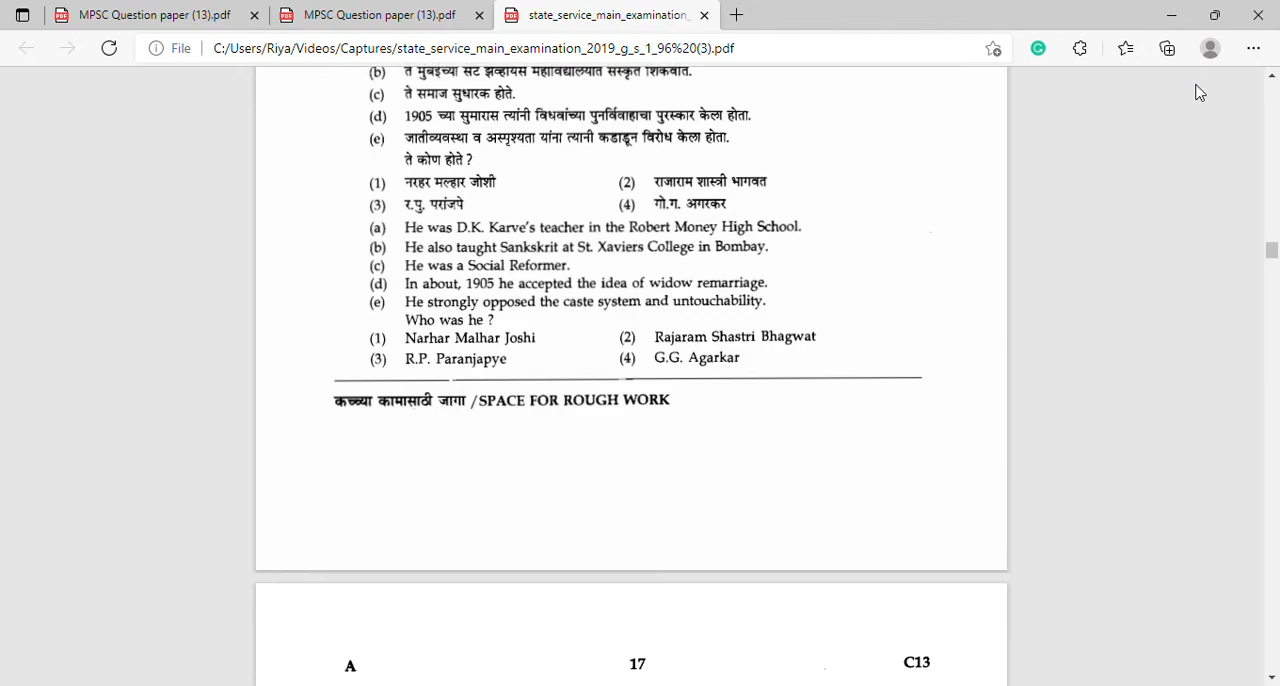 MPSC Question paper (13).pdf
MPSC Question paper (13).pdf
state_service_main_examination_
File
C:/Users/Riya/Videos/Captures/state_service_main_examination_2019_g_s_1_96%20(3).pdf
(b) ते मुंबईच्या सेंट झेव्हीयर्स महाविद्यालयात संस्कृत शिकवीत.
(c) ते समाज सुधारक होते.
(d) 1905 च्या सुमारास त्यांनी विधवांच्या पुनर्विवाहाचा पुरस्कार केला होता.
(e) जातीव्यवस्था व अस्पृश्यता यांना त्यानी कडाडून विरोध केला होता.
ते कोण होते ?
(1) नरहर मल्हार जोशी (2) राजाराम शास्त्री भागवत
(3) र.पु. परांजपे (4) गो.ग. अगरकर
(a) He was D.K. Karve's teacher in the Robert Money High School.
(b) He also taught Sankskrit at St. Xaviers College in Bombay.
(c) He was a Social Reformer.
(d) In about, 1905 he accepted the idea of widow remarriage.
(e) He strongly opposed the caste system and untouchability.
Who was he ?
(1) Narhar Malhar Joshi (2) Rajaram Shastri Bhagwat
(3) R.P. Paranjapye (4) G.G. Agarkar
कच्च्या कामासाठी जागा /SPACE FOR ROUGH WORK
A 17 C13